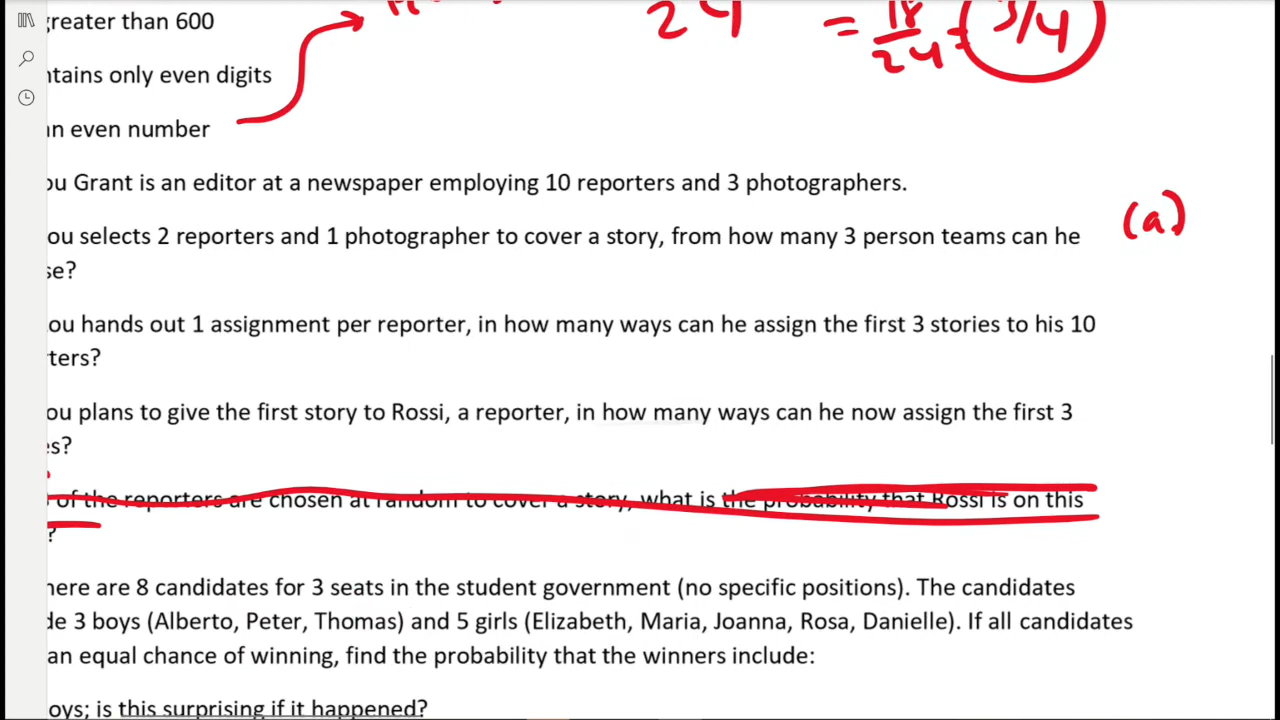 greater than 600
24 = 18/24 = 3/4
ntains only even digits
an even number
ou Grant is an editor at a newspaper employing 10 reporters and 3 photographers.
(a)
ou selects 2 reporters and 1 photographer to cover a story, from how many 3 person teams can he
se?
ou hands out 1 assignment per reporter, in how many ways can he assign the first 3 stories to his 10
rters?
ou plans to give the first story to Rossi, a reporter, in how many ways can he now assign the first 3
es?
of the reporters are chosen at random to cover a story, what is the probability that Rossi is on this
?
here are 8 candidates for 3 seats in the student government (no specific positions). The candidates
de 3 boys (Alberto, Peter, Thomas) and 5 girls (Elizabeth, Maria, Joanna, Rosa, Danielle). If all candidates
an equal chance of winning, find the probability that the winners include:
oys; is this surprising if it happened?